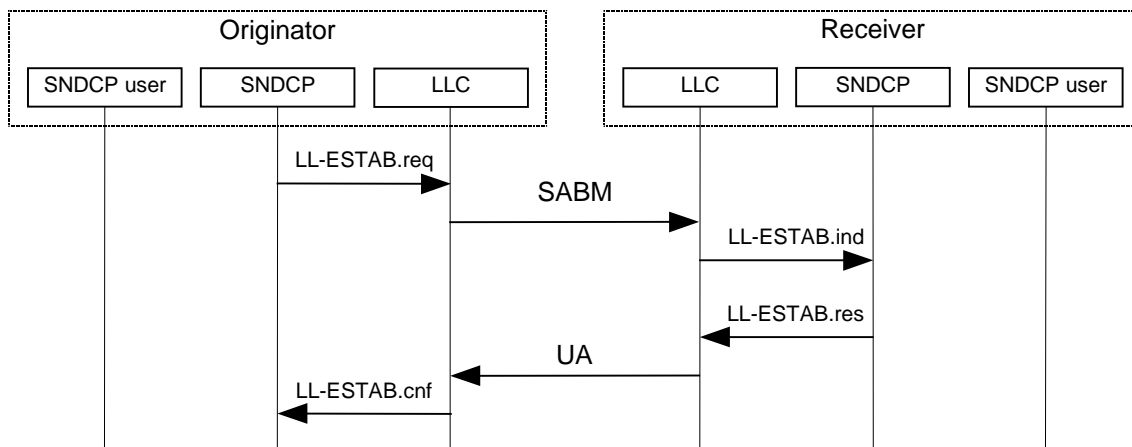 Originator
Receiver
SNDCP user
SNDCP
LLC
LLC
SNDCP
SNDCP user
LL-ESTAB.req
SABM
LL-ESTAB.ind
LL-ESTAB.res
UA
LL-ESTAB.cnf